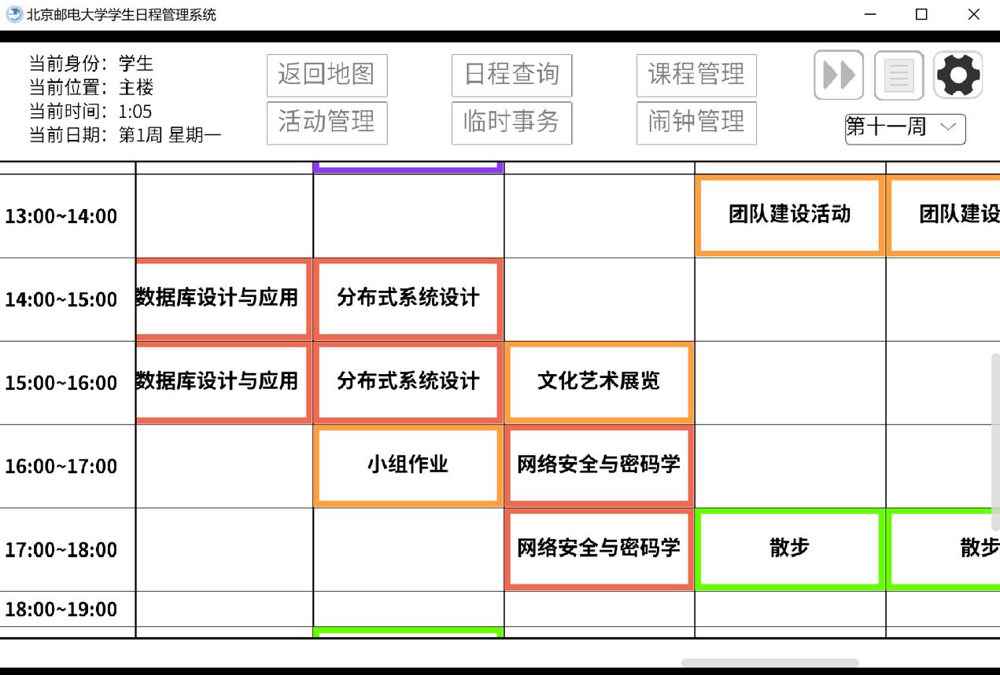 北京邮电大学学生日程管理系统
当前身份：学生
当前位置：主楼
当前时间：1:05
当前日期：第1周 星期一
返回地图 日程查询 课程管理
活动管理 临时事务 闹钟管理
第十一周
13:00~14:00 团队建设活动 团队建设
14:00~15:00 数据库设计与应用 分布式系统设计
15:00~16:00 数据库设计与应用 分布式系统设计 文化艺术展览
16:00~17:00 小组作业 网络安全与密码学
17:00~18:00 网络安全与密码学 散步 散步
18:00~19:00